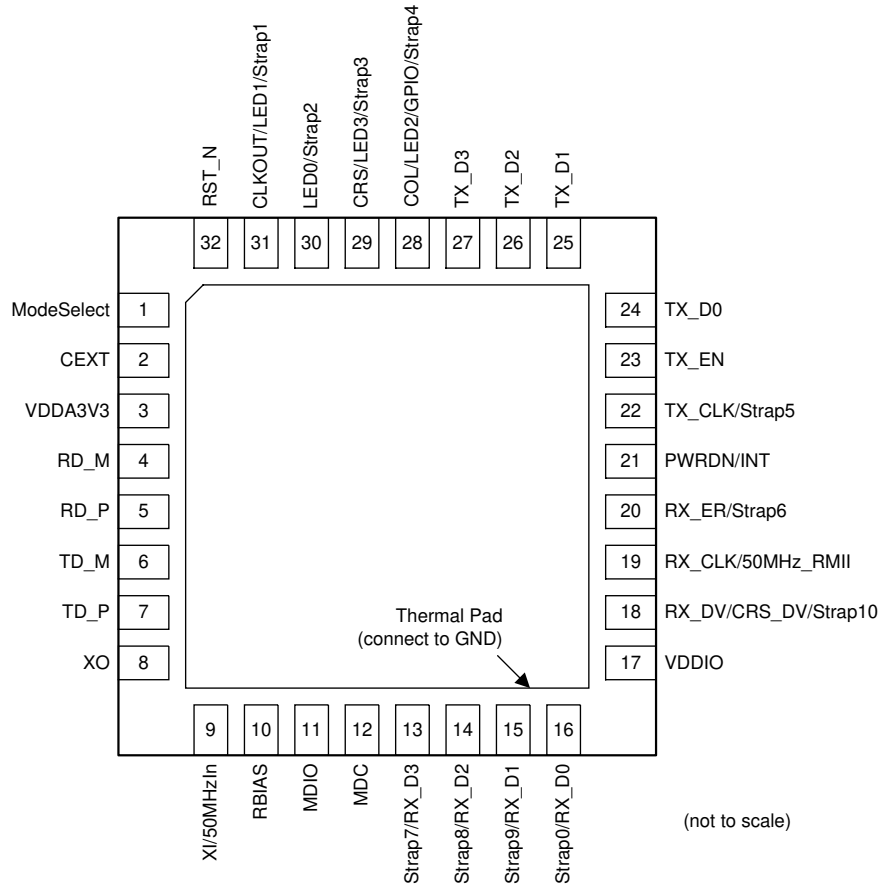 RST_N
CLKOUT/LED1/Strap1
LED0/Strap2
CRS/LED3/Strap3
COL/LED2/GPIO/Strap4
TX_D3
TX_D2
TX_D1
32
31
30
29
28
27
26
25
ModeSelect 1
CEXT 2
VDDA3V3 3
RD_M 4
RD_P 5
TD_M 6
TD_P 7
XO 8
24 TX_D0
23 TX_EN
22 TX_CLK/Strap5
21 PWRDN/INT
20 RX_ER/Strap6
19 RX_CLK/50MHz_RMII
18 RX_DV/CRS_DV/Strap10
17 VDDIO
Thermal Pad
(connect to GND)
9
10
11
12
13
14
15
16
XI/50MHzIn
RBIAS
MDIO
MDC
Strap7/RX_D3
Strap8/RX_D2
Strap9/RX_D1
Strap0/RX_D0
(not to scale)